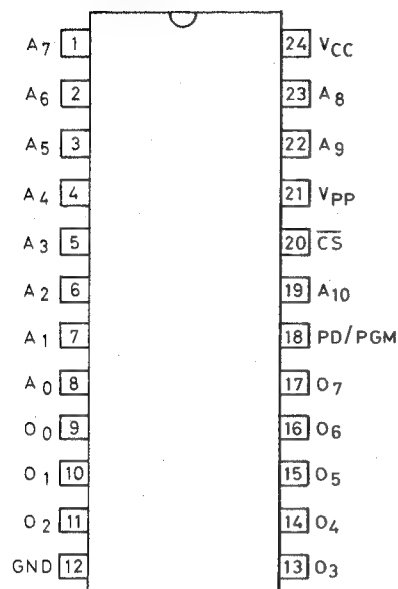 A7 1 24 VCC
A6 2 23 A8
A5 3 22 A9
A4 4 21 VPP
A3 5 20 C̅S̅
A2 6 19 A10
A1 7 18 PD/PGM
A0 8 17 O7
O0 9 16 O6
O1 10 15 O5
O2 11 14 O4
GND 12 13 O3